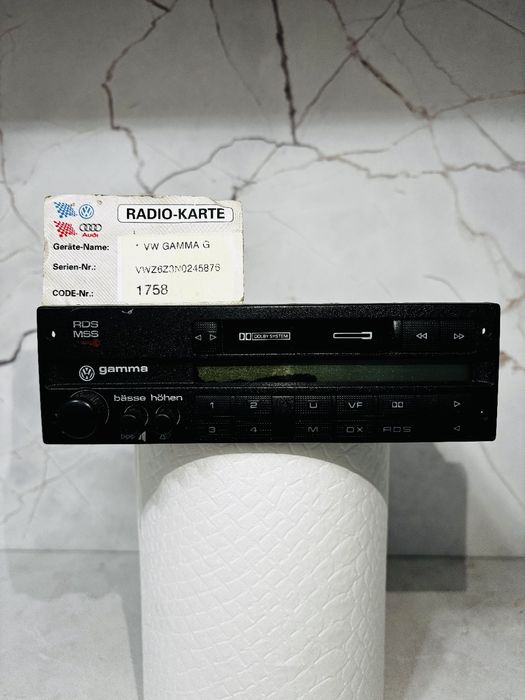 RADIO-KARTE
Audi
Geräte-Name: * VW GAMMA G
Serien-Nr.: VWZ6Z3N0245876
CODE-Nr.: 1758
RDS
MSS
DOLBY SYSTEM
gamma
bässe höhen
1 2 U VF
3 4 M DX RDS